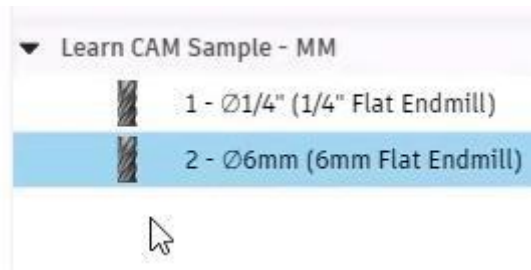 Learn CAM Sample - MM
1 - Ø1/4" (1/4" Flat Endmill)
2 - Ø6mm (6mm Flat Endmill)